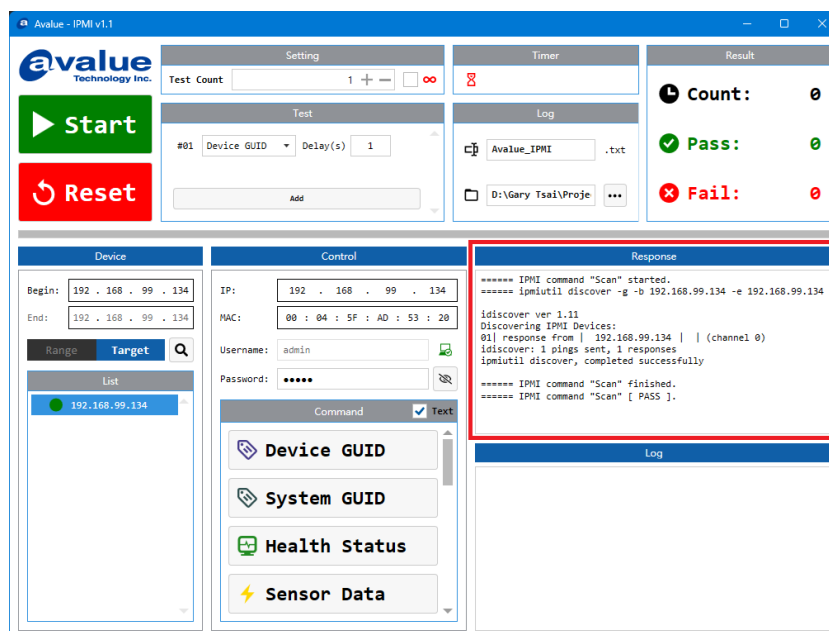 Avalue - IPMI v1.1
avalue
Technology Inc.
Start
Reset
Setting
Test Count 1
Test
#01 Device GUID Delay(s) 1
Add
Timer
Log
Avalue_IPMI .txt
D:\Gary Tsai\Proje ...
Result
Count: 0
Pass: 0
Fail: 0
Device
Begin: 192 . 168 . 99 . 134
End: 192 . 168 . 99 . 134
Range Target
List
192.168.99.134
Control
IP: 192 . 168 . 99 . 134
MAC: 00 : 04 : 5F : AD : 53 : 20
Username: admin
Password: •••••
Command Text
Device GUID
System GUID
Health Status
Sensor Data
Response
====== IPMI command "Scan" started.
====== ipmiutil discover -g -b 192.168.99.134 -e 192.168.99.134
idiscover ver 1.11
Discovering IPMI Devices:
01| response from | 192.168.99.134 | | (channel 0)
idiscover: 1 pings sent, 1 responses
ipmiutil discover, completed successfully
====== IPMI command "Scan" finished.
====== IPMI command "Scan" [ PASS ].
Log